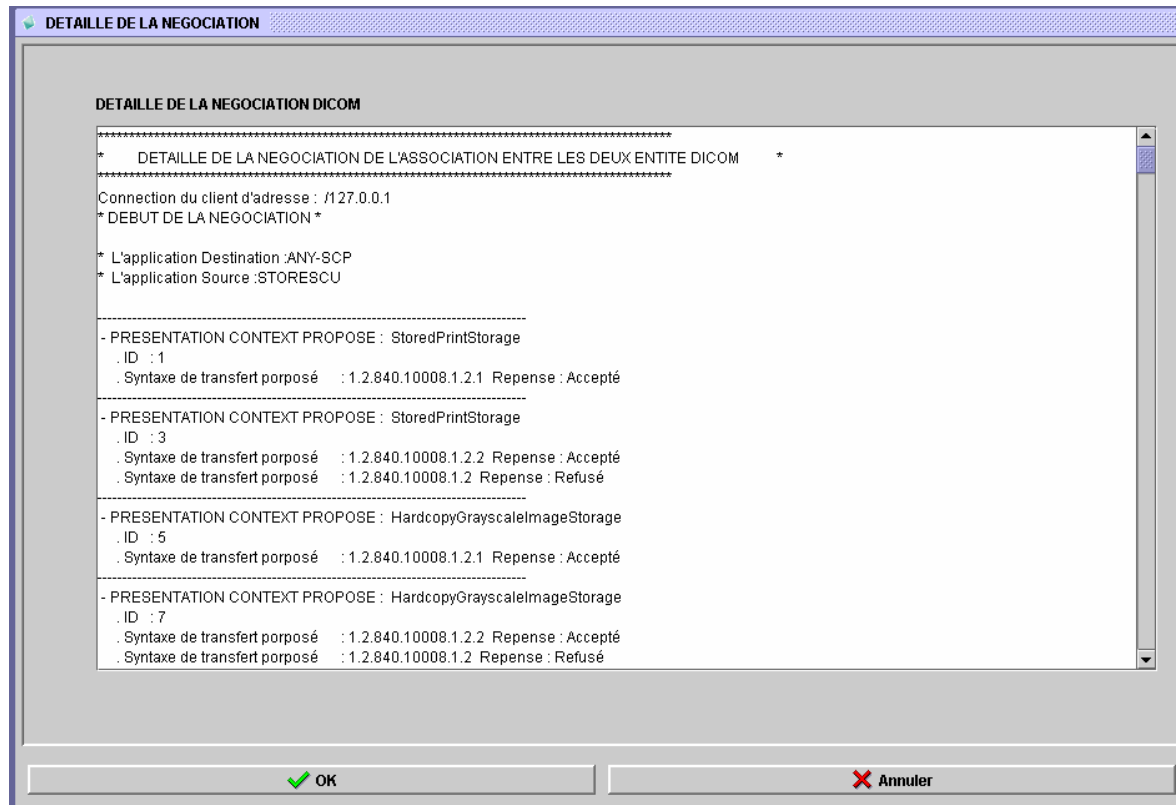 DETAILLE DE LA NEGOCIATION
DETAILLE DE LA NEGOCIATION DICOM
*******************************************************************************************
* DETAILLE DE LA NEGOCIATION DE L'ASSOCIATION ENTRE LES DEUX ENTITE DICOM *
*******************************************************************************************
Connection du client d'adresse : /127.0.0.1
* DEBUT DE LA NEGOCIATION *
* L'application Destination :ANY-SCP
* L'application Source :STORESCU
--------------------------------------------------------------------------------------
- PRESENTATION CONTEXT PROPOSE : StoredPrintStorage
. ID : 1
. Syntaxe de transfert porposé : 1.2.840.10008.1.2.1 Repense : Accepté
--------------------------------------------------------------------------------------
- PRESENTATION CONTEXT PROPOSE : StoredPrintStorage
. ID : 3
. Syntaxe de transfert porposé : 1.2.840.10008.1.2.2 Repense : Accepté
. Syntaxe de transfert porposé : 1.2.840.10008.1.2 Repense : Refusé
--------------------------------------------------------------------------------------
- PRESENTATION CONTEXT PROPOSE : HardcopyGrayscaleImageStorage
. ID : 5
. Syntaxe de transfert porposé : 1.2.840.10008.1.2.1 Repense : Accepté
--------------------------------------------------------------------------------------
- PRESENTATION CONTEXT PROPOSE : HardcopyGrayscaleImageStorage
. ID : 7
. Syntaxe de transfert porposé : 1.2.840.10008.1.2.2 Repense : Accepté
. Syntaxe de transfert porposé : 1.2.840.10008.1.2 Repense : Refusé
OK
Annuler